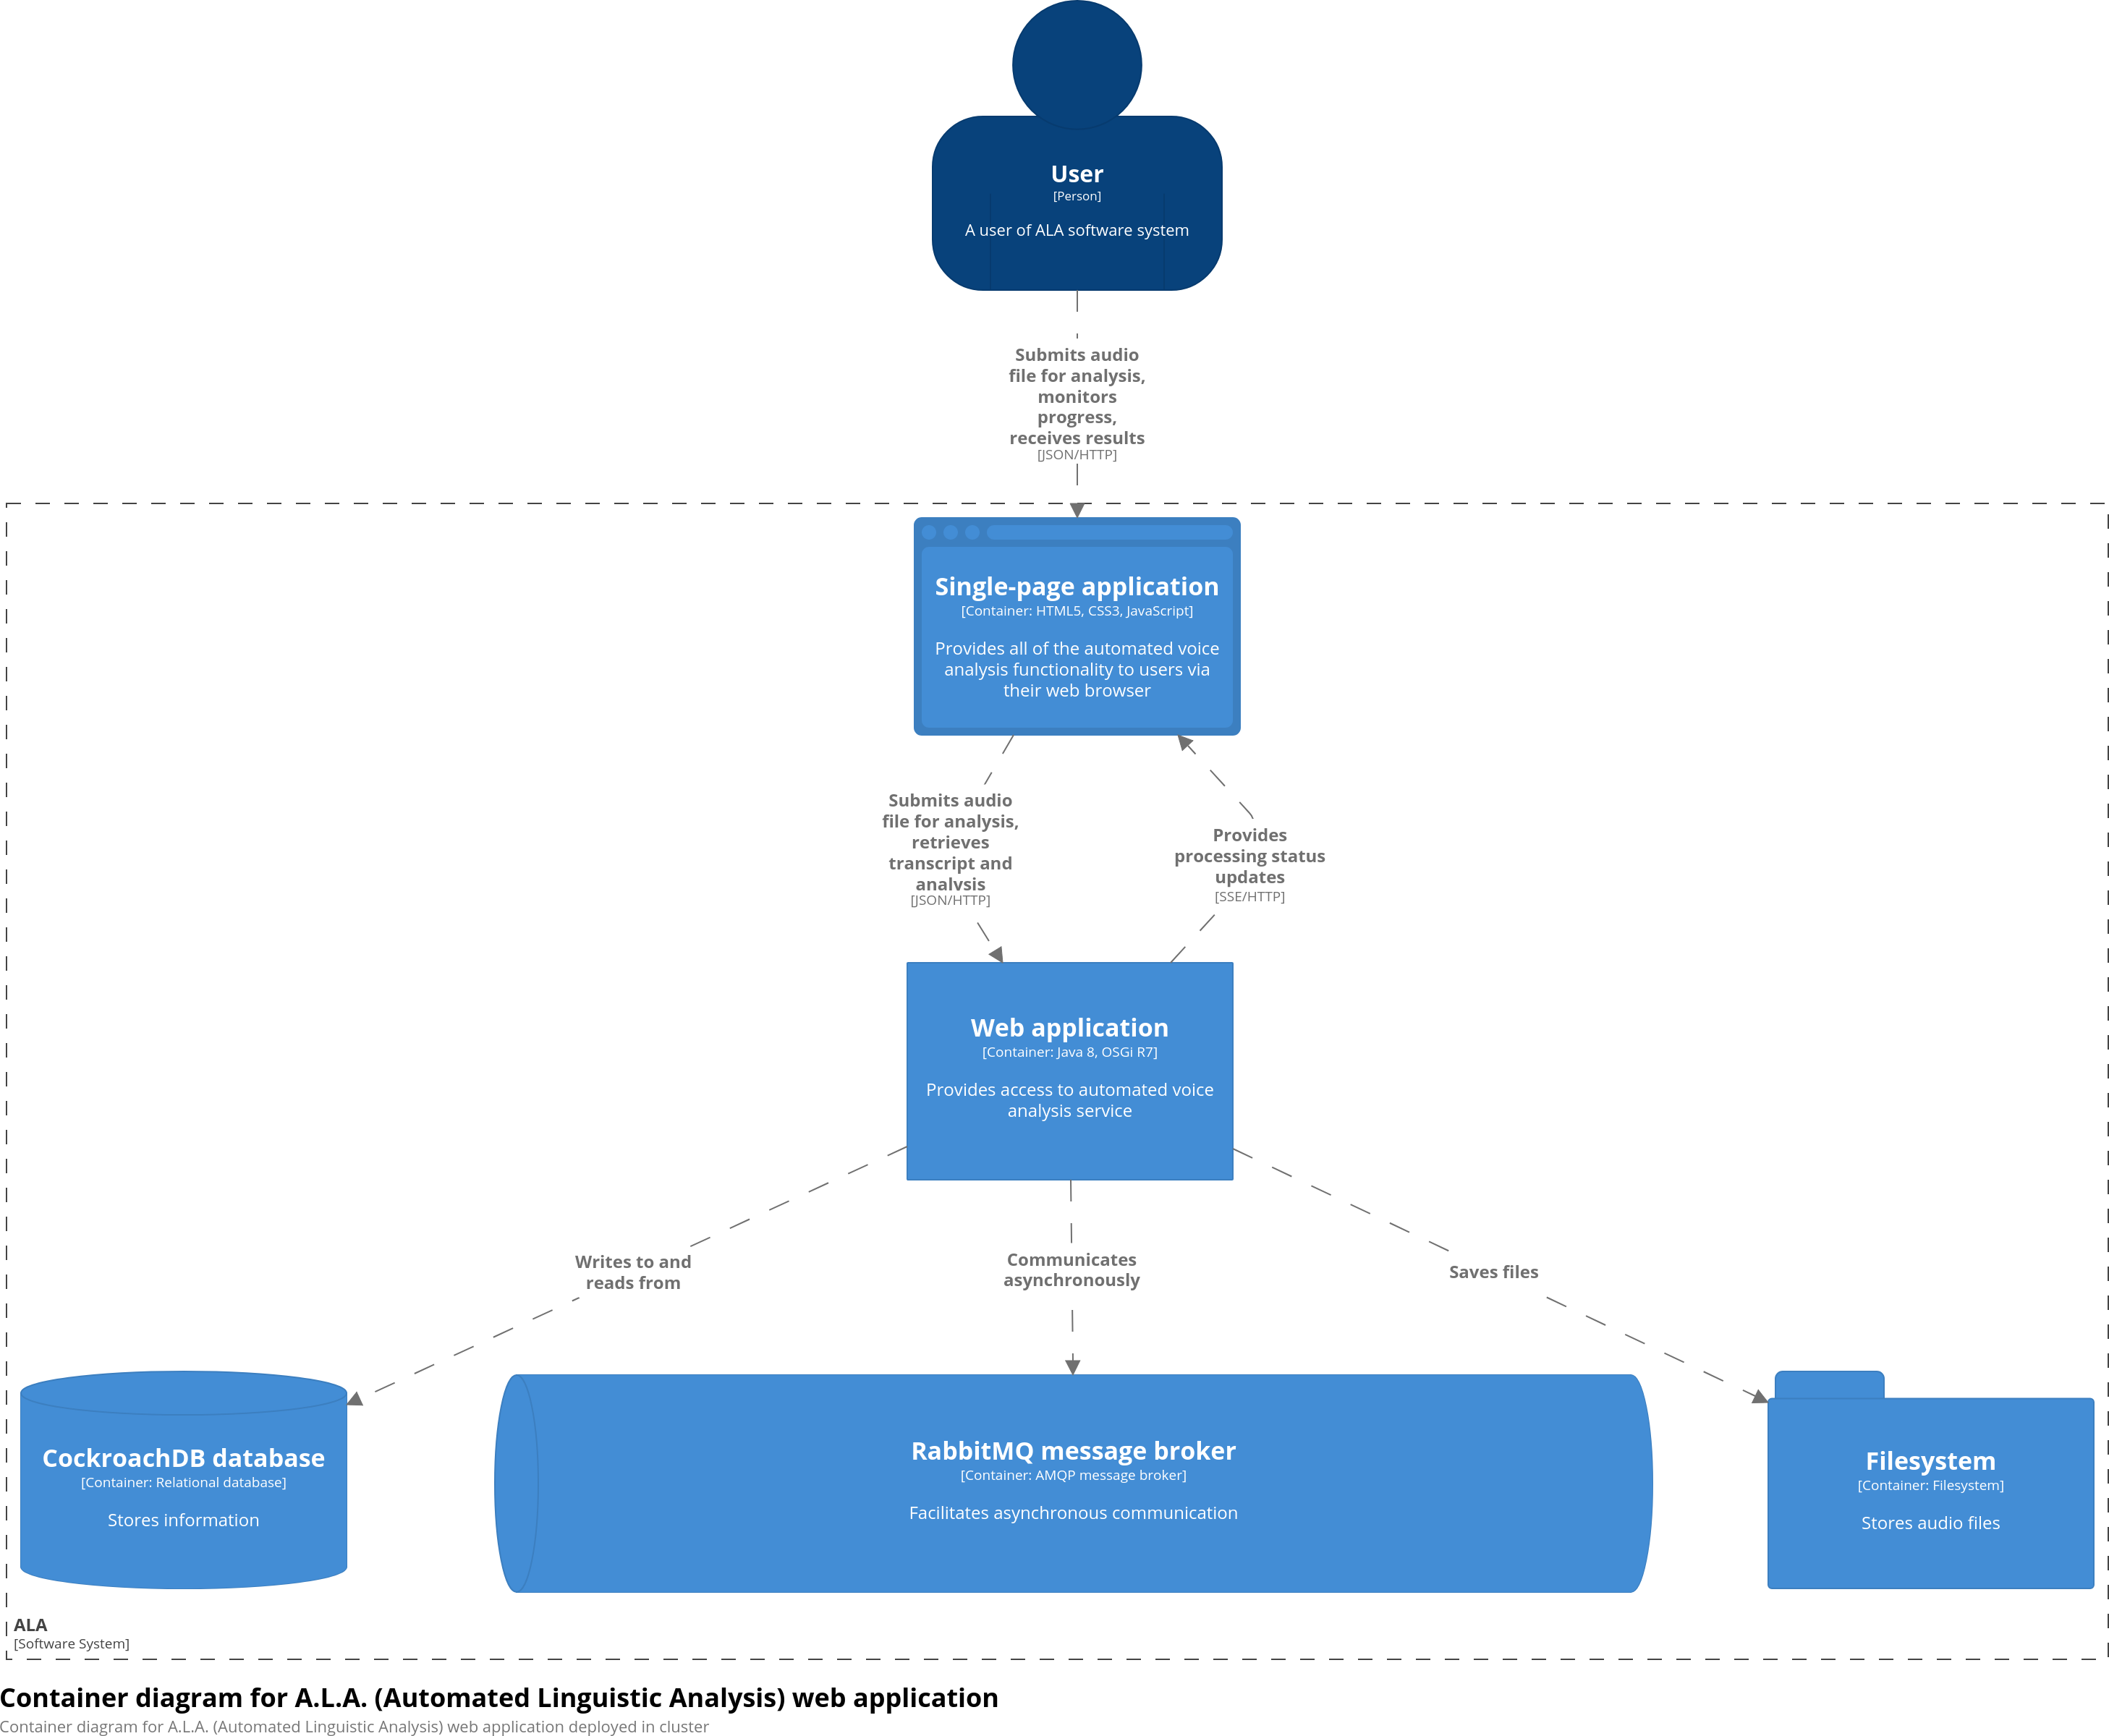 User
[Person]
A user of ALA software system
Submits audio
file for analysis,
monitors
progress,
receives results
[JSON/HTTP]
Single-page application
[Container: HTML5, CSS3, JavaScript]
Provides all of the automated voice
analysis functionality to users via
their web browser
Submits audio
file for analysis,
retrieves
transcript and
analysis
[JSON/HTTP]
Provides
processing status
updates
[SSE/HTTP]
Web application
[Container: Java 8, OSGi R7]
Provides access to automated voice
analysis service
Writes to and
reads from
Communicates
asynchronously
Saves files
CockroachDB database
[Container: Relational database]
Stores information
RabbitMQ message broker
[Container: AMQP message broker]
Facilitates asynchronous communication
Filesystem
[Container: Filesystem]
Stores audio files
ALA
[Software System]
Container diagram for A.L.A. (Automated Linguistic Analysis) web application
Container diagram for A.L.A. (Automated Linguistic Analysis) web application deployed in cluster